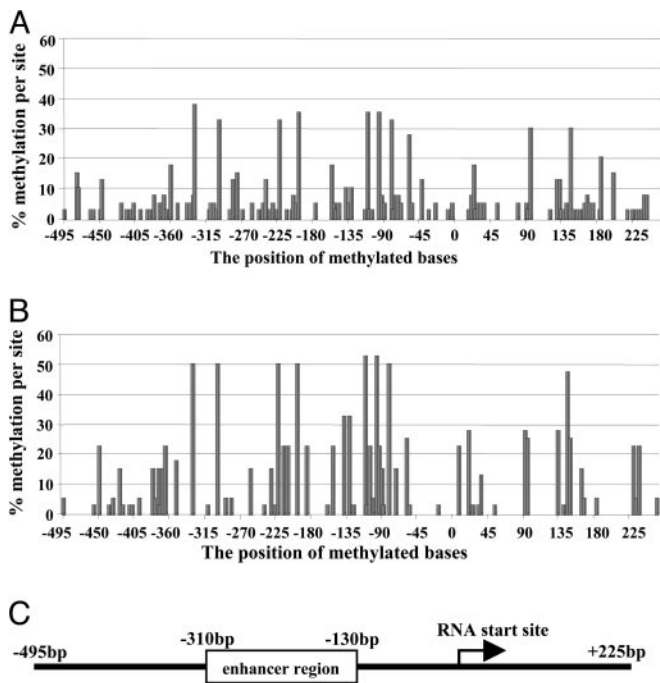 A
% methylation per site
60
50
40
30
20
10
0
-495 -450 -405 -360 -315 -270 -225 -180 -135 -90 -45 0 45 90 135 180 225
The position of methylated bases
B
% methylation per site
60
50
40
30
20
10
0
-495 -450 -405 -360 -315 -270 -225 -180 -135 -90 -45 0 45 90 135 180 225
The position of methylated bases
C
-495bp
-310bp
-130bp
RNA start site
+225bp
enhancer region